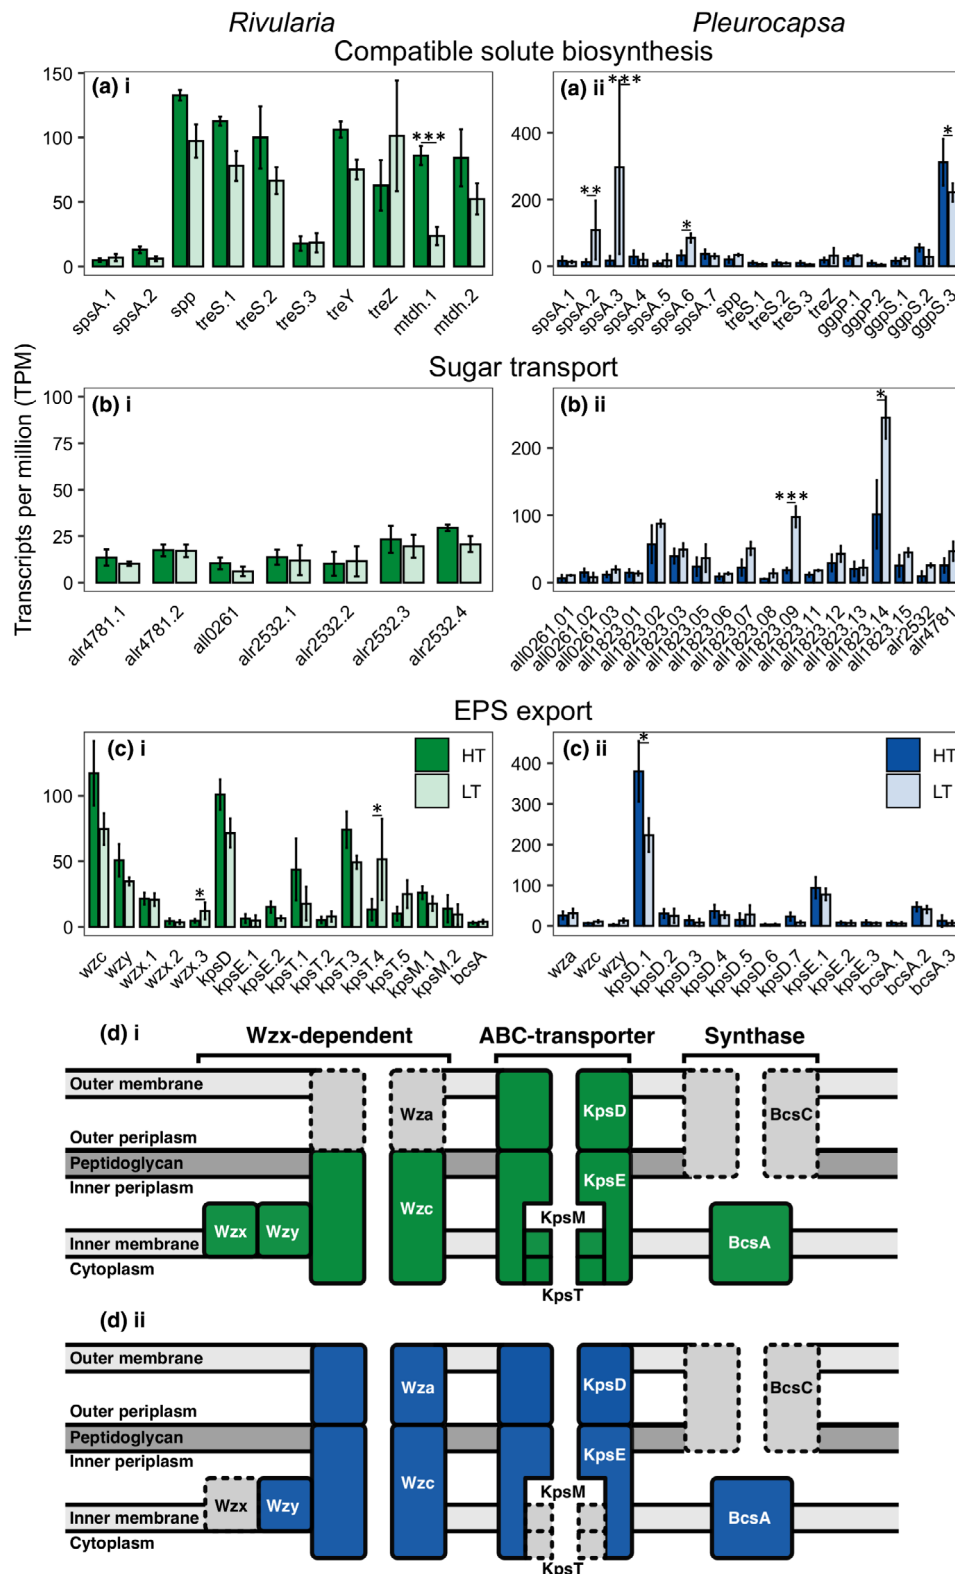 Rivularia
Pleurocapsa
Compatible solute biosynthesis
Transcripts per million (TPM)
(a) i
150
100
50
0
***
spsA.1
spsA.2
spp
treS.1
treS.2
treS.3
treY
treZ
mtdh.1
mtdh.2
(a) ii
400
200
0
**
***
*
*
spsA.1
spsA.2
spsA.3
spsA.4
spsA.5
spsA.6
spsA.7
spp
treS.1
treS.2
treS.3
treZ
ggpP.1
ggpP.2
ggpS.1
ggpS.2
ggpS.3
Sugar transport
(b) i
100
75
50
25
0
alr4781.1
alr4781.2
all0261
alr2532.1
alr2532.2
alr2532.3
alr2532.4
(b) ii
200
100
0
***
*
all0261.01
all0261.02
all0261.03
all1823.01
all1823.02
all1823.03
all1823.05
all1823.06
all1823.07
all1823.08
all1823.09
all1823.11
all1823.12
all1823.13
all1823.14
all1823.15
alr2532
alr4781
EPS export
(c) i
100
50
0
*
*
HT
LT
wzc
wzy
wzx.1
wzx.2
wzx.3
kpsD
kpsE.1
kpsE.2
kpsT.1
kpsT.2
kpsT.3
kpsT.4
kpsT.5
kpsM.1
kpsM.2
bcsA
(c) ii
400
300
200
100
0
*
HT
LT
wza
wzc
wzy
kpsD.1
kpsD.2
kpsD.3
kpsD.4
kpsD.5
kpsD.6
kpsD.7
kpsE.1
kpsE.2
kpsE.3
bcsA.1
bcsA.2
bcsA.3
(d) i
Wzx-dependent
ABC-transporter
Synthase
Outer membrane
Wza
KpsD
BcsC
Outer periplasm
Peptidoglycan
Inner periplasm
KpsE
Wzc
KpsM
Wzx
Wzy
Inner membrane
BcsA
Cytoplasm
KpsT
(d) ii
Outer membrane
Wza
KpsD
BcsC
Outer periplasm
Peptidoglycan
Inner periplasm
KpsE
Wzc
KpsM
Wzx
Wzy
Inner membrane
BcsA
Cytoplasm
KpsT